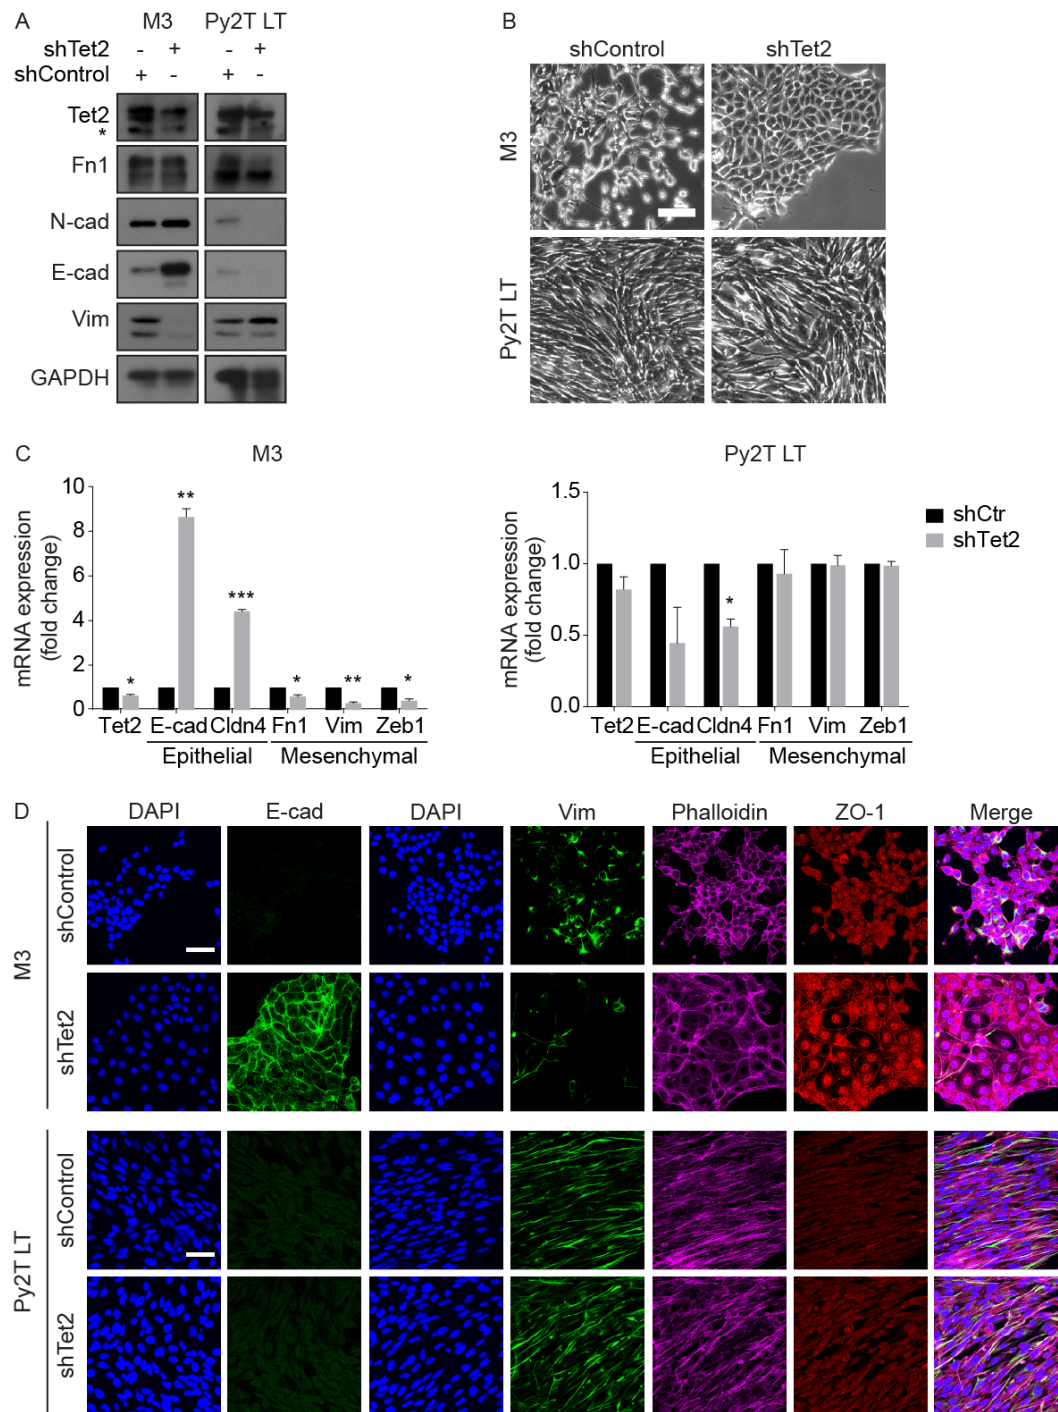 A
M3 Py2T LT
shTet2 - + - +
shControl + - + -
Tet2
*
Fn1
N-cad
E-cad
Vim
GAPDH
B
shControl shTet2
M3
Py2T LT
C
M3
mRNA expression
(fold change)
10
8
6
4
2
0
* ** *** * ** *
Tet2 E-cad Cldn4 Fn1 Vim Zeb1
Epithelial Meschymal
Py2T LT
mRNA expression
(fold change)
1.5
1.0
0.5
0.0
*
Tet2 E-cad Cldn4 Fn1 Vim Zeb1
Epithelial Mesenchymal
shCtr
shTet2
D
DAPI E-cad DAPI Vim Phalloidin ZO-1 Merge
M3
shControl
shTet2
Py2T LT
shControl
shTet2